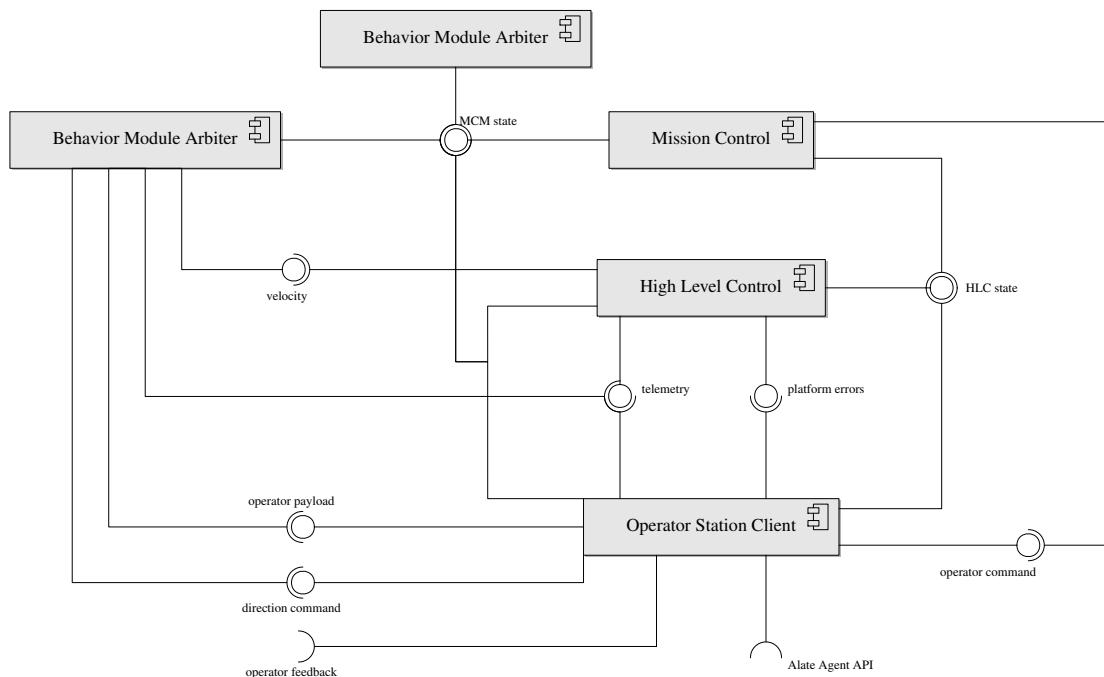 Behavior Module Arbiter
MCM state
Behavior Module Arbiter
Mission Control
velocity
High Level Control
HLC state
telemetry
platform errors
operator payload
Operator Station Client
direction command
operator command
operator feedback
Alate Agent API